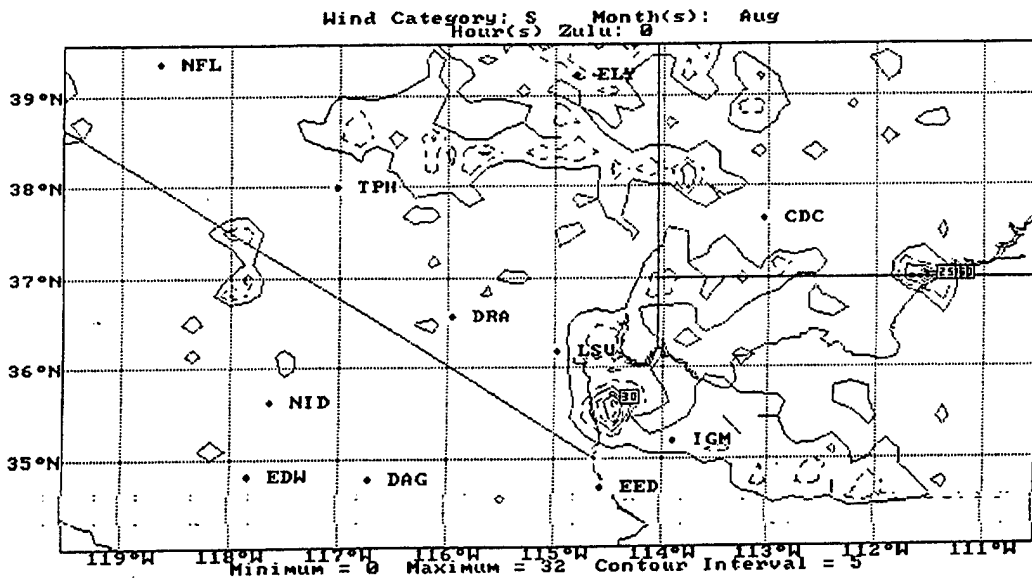 Wind Category: S Month(s): Aug
Hour(s) Zulu: 0
NFL
ELY
39°N
38°N
TPH
CDC
37°N
DRA
LSV
36°N
30
NID
IGM
35°N
EDW
DAG
EED
119°W 118°W 117°W 116°W 115°W 114°W 113°W 112°W 111°W
Minimum = 0 Maximum = 32 Contour Interval = 5